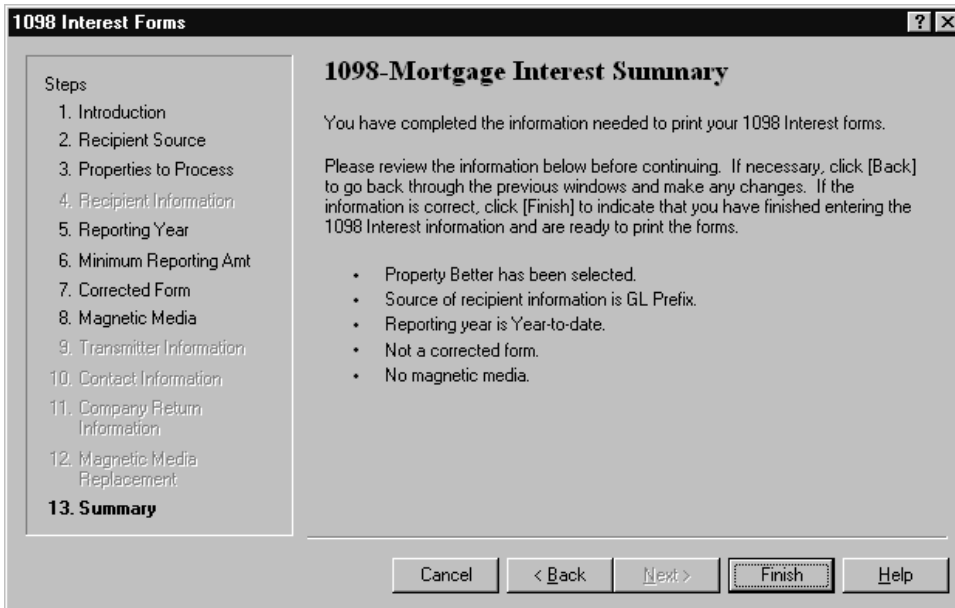 1098 Interest Forms
Steps
1. Introduction
2. Recipient Source
3. Properties to Process
4. Recipient Information
5. Reporting Year
6. Minimum Reporting Amt
7. Corrected Form
8. Magnetic Media
9. Transmitter Information
10. Contact Information
11. Company Return
Information
12. Magnetic Media
Replacement
13. Summary
1098-Mortgage Interest Summary
You have completed the information needed to print your 1098 Interest forms.
Please review the information below before continuing. If necessary, click [Back]
to go back through the previous windows and make any changes. If the
information is correct, click [Finish] to indicate that you have finished entering the
1098 Interest information and are ready to print the forms.
• Property Better has been selected.
• Source of recipient information is GL Prefix.
• Reporting year is Year-to-date.
• Not a corrected form.
• No magnetic media.
Cancel
< Back
Next >
Finish
Help